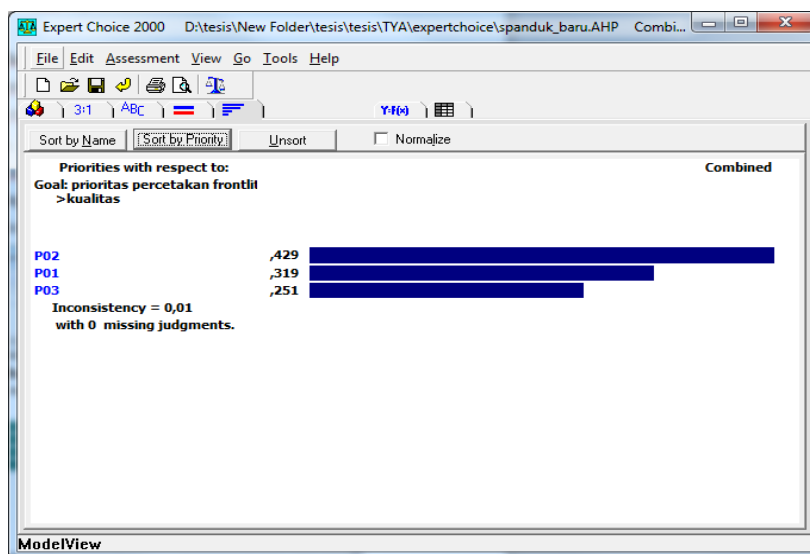 Expert Choice 2000 D:\tesis\New Folder\tesis\tesis\TYA\expertchoice\spanduk_baru.AHP Combi...
File Edit Assessment View Go Tools Help
3:1 ABC Y=F(x)
Sort by Name Sort by Priority Unsort Normalize
Priorities with respect to: Combined
Goal: prioritas percetakan frontlit
>kualitas
P02 ,429
P01 ,319
P03 ,251
Inconsistency = 0,01
with 0 missing judgments.
ModelView